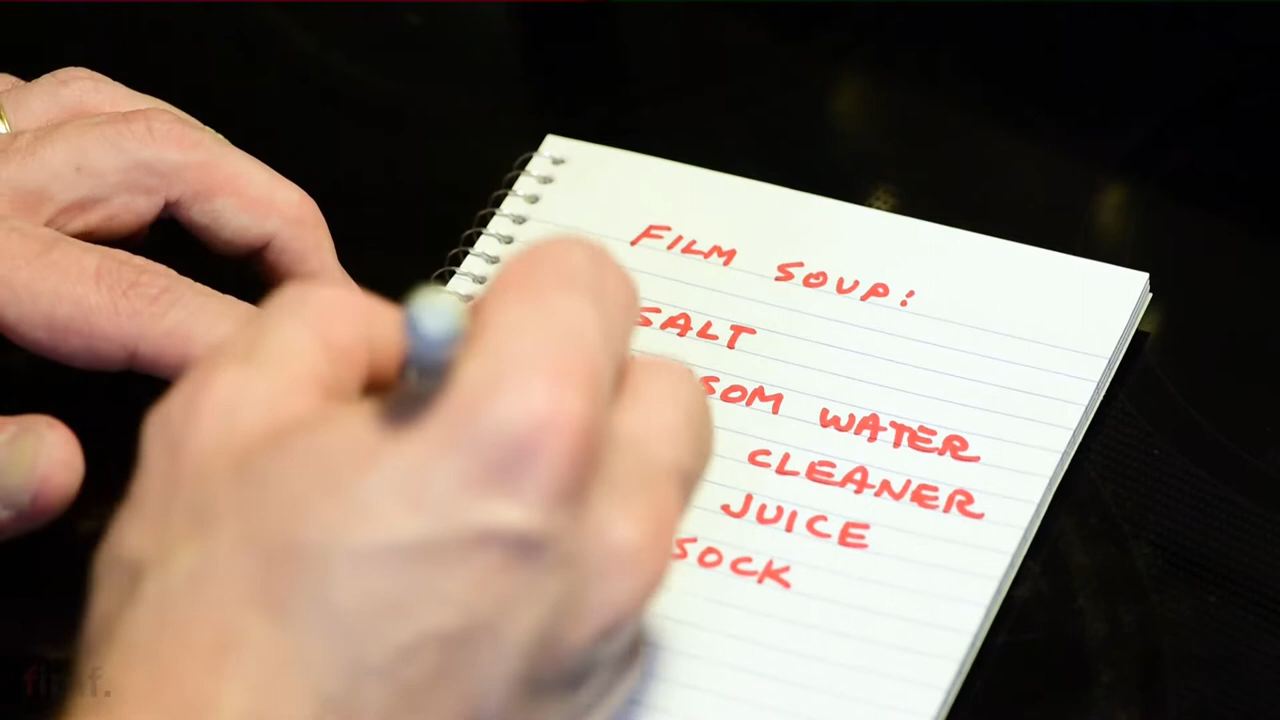 FILM SOUP:
SALT
SOM WATER
CLEANER
JUICE
SOCK